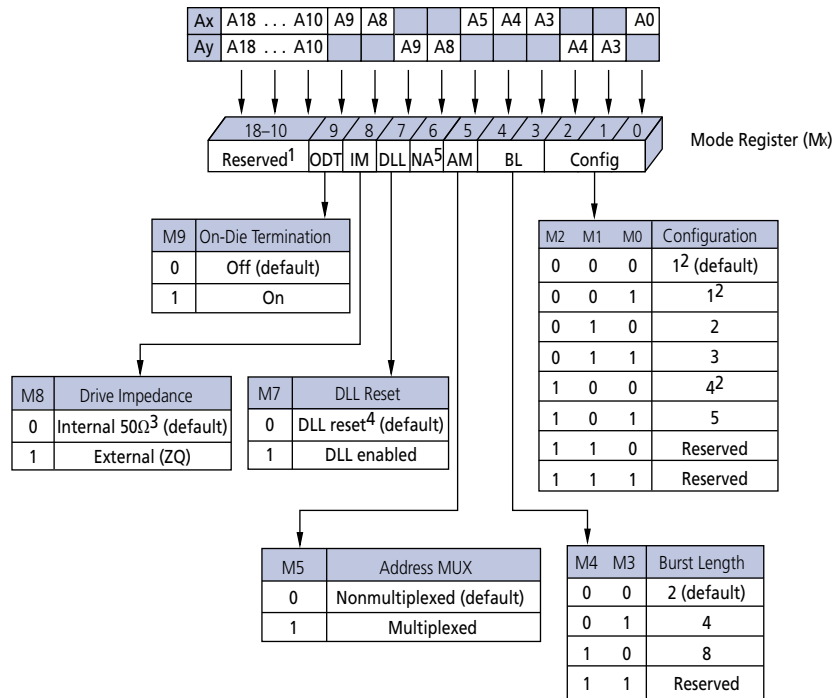 Ax A18 ... A10 A9 A8 A5 A4 A3 A0
Ay A18 ... A10 A9 A8 A4 A3
18–10 9 8 7 6 5 4 3 2 1 0
Mode Register (Mx)
Reserved1 ODT IM DLL NA5 AM BL Config
M9 On-Die Termination
0 Off (default)
1 On
M2 M1 M0 Configuration
0 0 0 12 (default)
0 0 1 12
0 1 0 2
0 1 1 3
1 0 0 42
1 0 1 5
1 1 0 Reserved
1 1 1 Reserved
M8 Drive Impedance
0 Internal 50Ω3 (default)
1 External (ZQ)
M7 DLL Reset
0 DLL reset4 (default)
1 DLL enabled
M5 Address MUX
0 Nonmultiplexed (default)
1 Multiplexed
M4 M3 Burst Length
0 0 2 (default)
0 1 4
1 0 8
1 1 Reserved